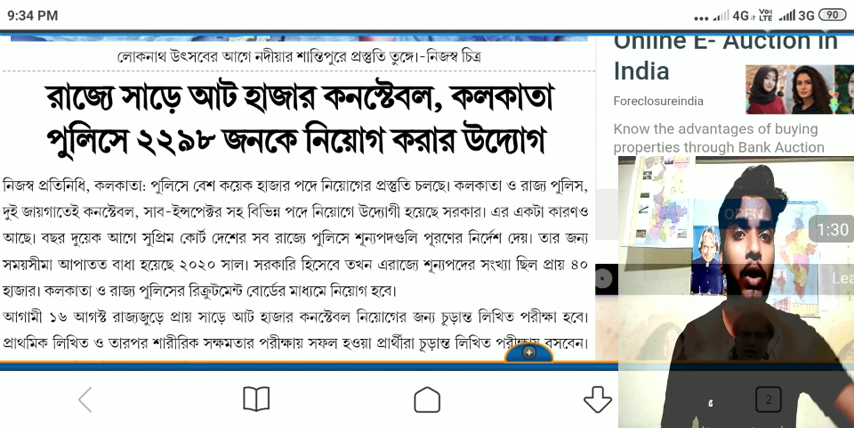 9:34 PM
4G Vo LTE 3G 90
লোকনাথ উৎসবের আগে নদীয়ার শান্তিপুরে প্রস্তুতি তুঙ্গে।-নিজস্ব চিত্র
রাজ্যে সাড়ে আট হাজার কনস্টেবল, কলকাতা
পুলিসে ২২৯৮ জনকে নিয়োগ করার উদ্যোগ
নিজস্ব প্রতিনিধি, কলকাতা: পুলিসে বেশ কয়েক হাজার পদে নিয়োগের প্রস্তুতি চলছে। কলকাতা ও রাজ্য পুলিস,
দুই জায়গাতেই কনস্টেবল, সাব-ইন্সপেক্টর সহ বিভিন্ন পদে নিয়োগে উদ্যোগী হয়েছে সরকার। এর একটা কারণও
আছে। বছর দুয়েক আগে সুপ্রিম কোর্ট দেশের সব রাজ্যে পুলিসে শূন্যপদগুলি পূরণের নির্দেশ দেয়। তার জন্য
সময়সীমা আপাতত বাধা হয়েছে ২০২০ সাল। সরকারি হিসেবে তখন এরাজ্যে শূন্যপদের সংখ্যা ছিল প্রায় ৪০
হাজার। কলকাতা ও রাজ্য পুলিসের রিক্রুটমেন্ট বোর্ডের মাধ্যমে নিয়োগ হবে।
আগামী ১৬ আগস্ট রাজ্যজুড়ে প্রায় সাড়ে আট হাজার কনস্টেবল নিয়োগের জন্য চূড়ান্ত লিখিত পরীক্ষা হবে।
প্রাথমিক লিখিত ও তারপর শারীরিক সক্ষমতার পরীক্ষায় সফল হওয়া প্রার্থীরা চূড়ান্ত লিখিত পরীক্ষায় বসবেন।
Online E- Auction in
India
Foreclosureindia
Know the advantages of buying
properties through Bank Auction
OPEN
1:30
Lea
2